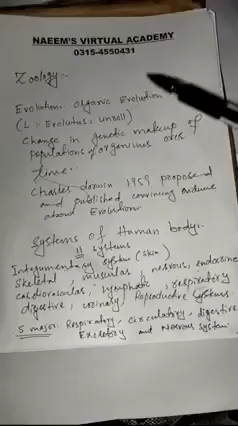 NAEEM'S VIRTUAL ACADEMY
0315-4550431
Zoology:-
Evolution: Organic Evolution
(L: Evolutus, unroll)
Change in genetic makeup of
populations of organisms over
time.
Charles darwin 1959 proposed
and published convincing evidence
about Evolution.
Systems of Human body:-
11 systems
Integumentary system (skin)
Skeletal, muscular, nervous, endocrine
cardiovascular, lymphatic, respiratory
digestive, urinary, Reproductive systems.
5 major: Respiratory, circulatory, digestive
Excretory and Nervous system.